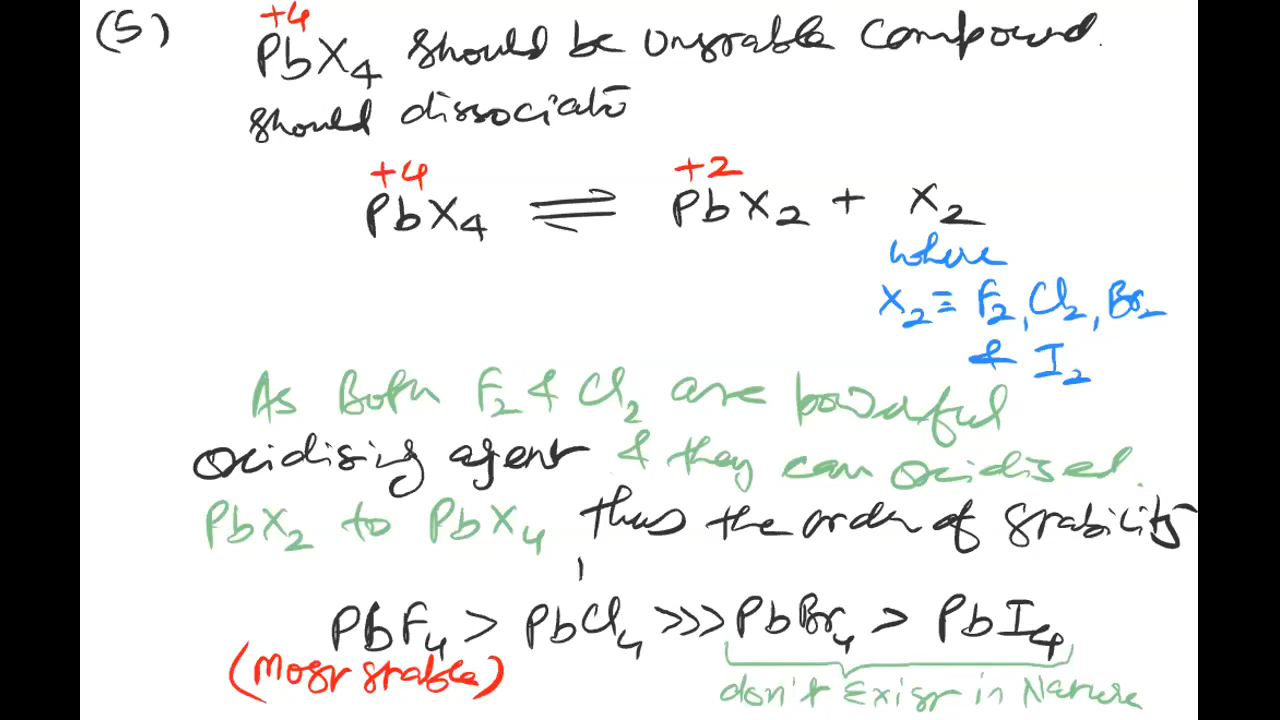 (5) +4
PbX4 should be unstable compound.
should dissociate
+4 +2
PbX4 ⇌ PbX2 + X2
where
X2 ≡ F2, Cl2, Br2
& I2
As Both F2 & Cl2 are powerful
oxidising agent & they can oxidised.
PbX2 to PbX4 thus the order of stability
PbF4 > PbCl4 >>> PbBr4 > PbI4
(Most stable) don't Exist in Nature